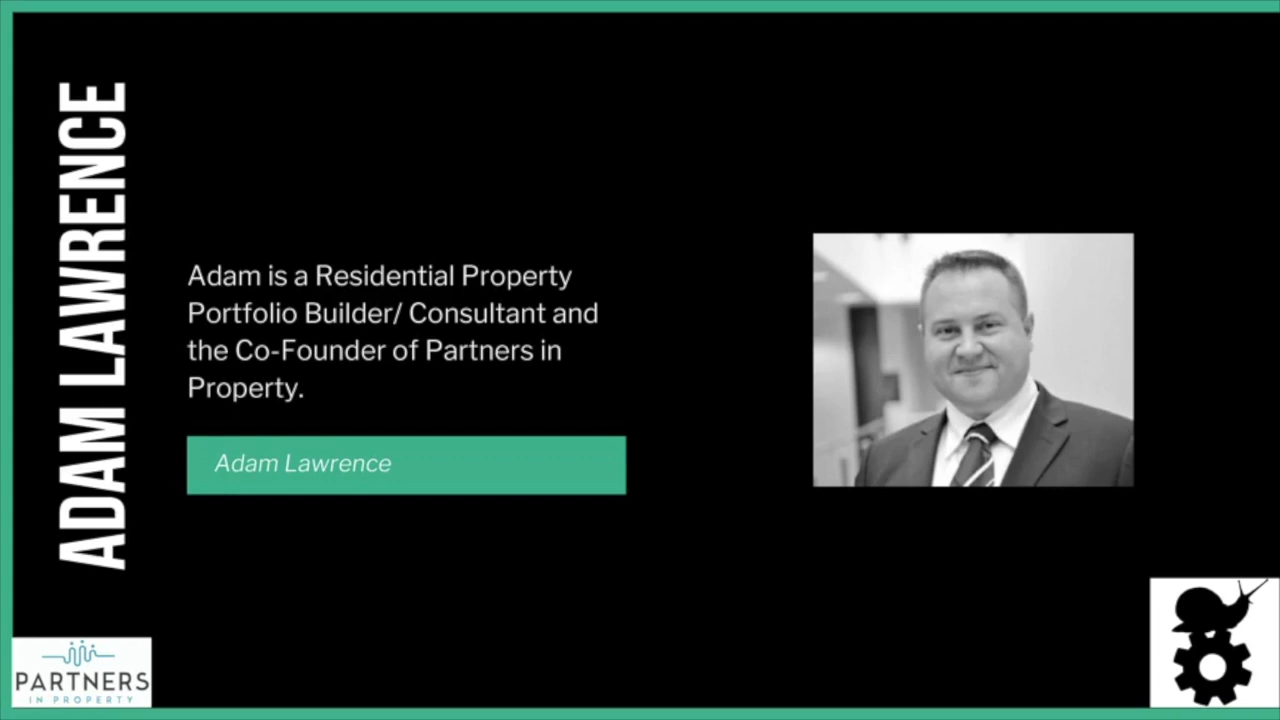 ADAM LAWRENCE
Adam is a Residential Property
Portfolio Builder/ Consultant and
the Co-Founder of Partners in
Property.
Adam Lawrence
PARTNERS
IN PROPERTY